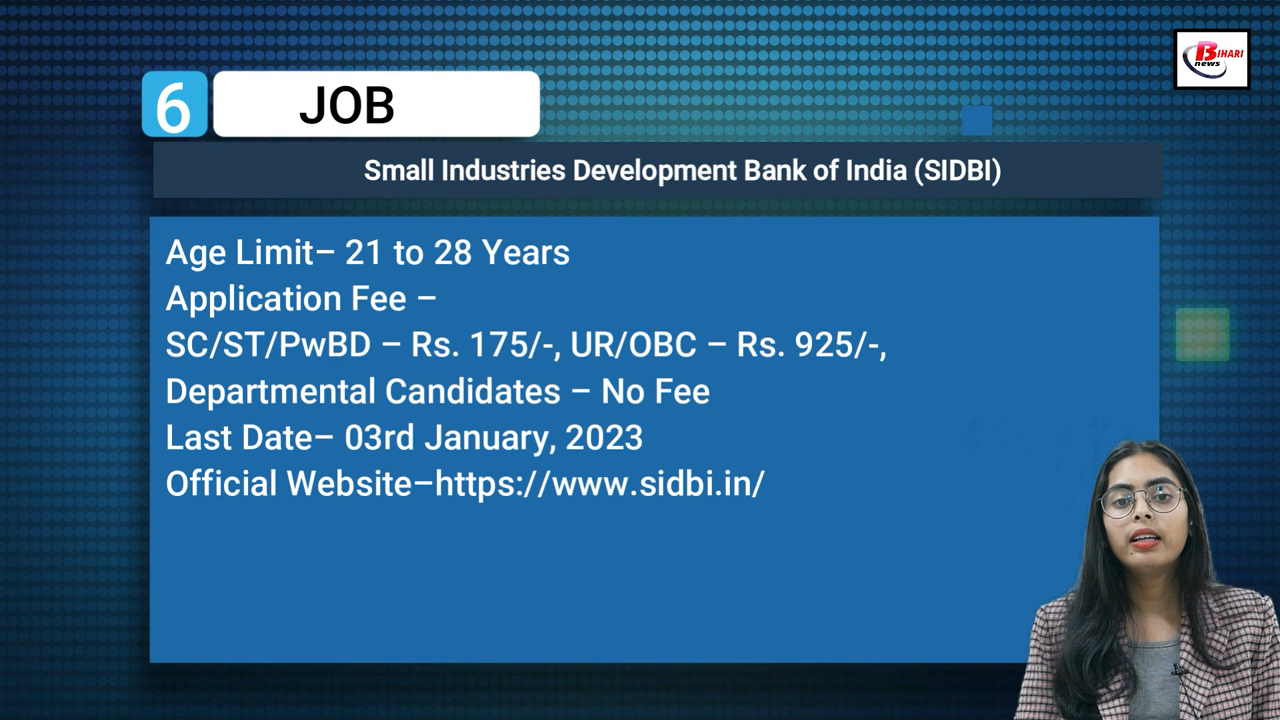 6 JOB
BIHARI
news
Small Industries Development Bank of India (SIDBI)
Age Limit– 21 to 28 Years
Application Fee –
SC/ST/PwBD – Rs. 175/-, UR/OBC – Rs. 925/-,
Departmental Candidates – No Fee
Last Date– 03rd January, 2023
Official Website–https://www.sidbi.in/